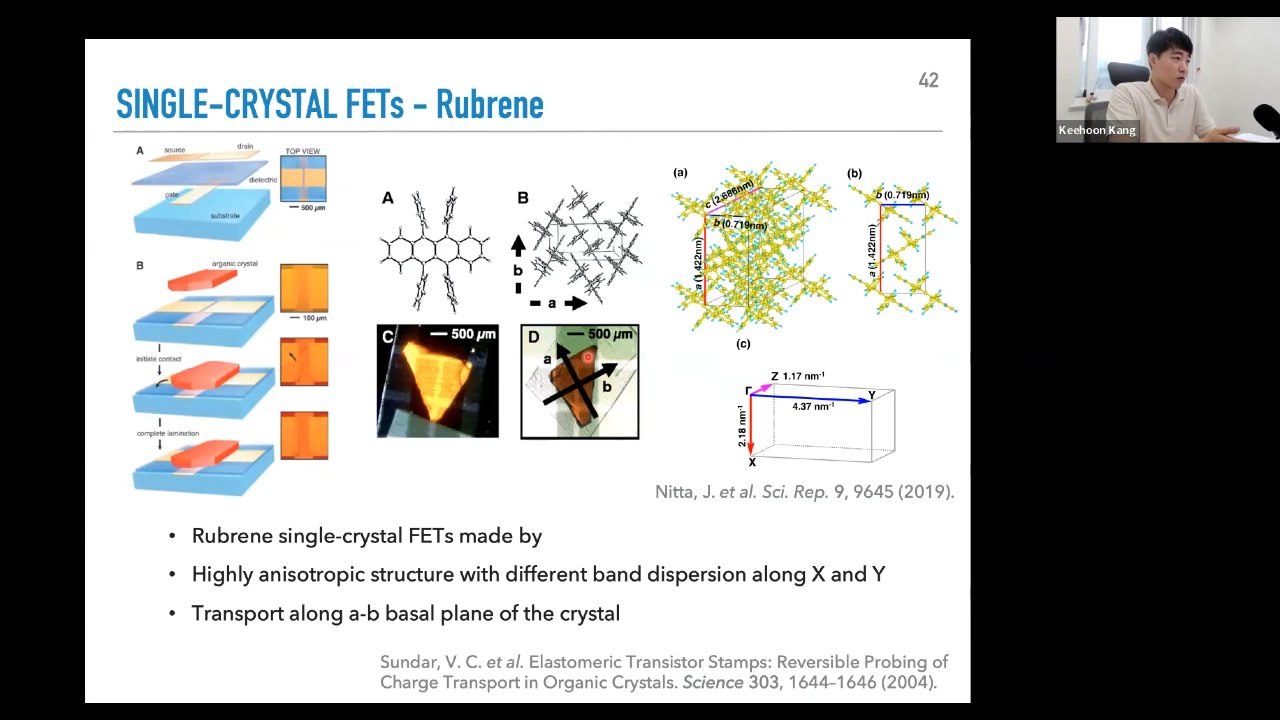 42
SINGLE-CRYSTAL FETs – Rubrene
A
source
drain
TOP VIEW
dielectric
gate
substrate
500 µm
B
organic crystal
100 µm
initiate contact
complete lamination
A
B
b
a
C
500 µm
D
500 µm
a
b
(a)
c (2.686nm)
b (0.719nm)
a (1.422nm)
(b)
b (0.719nm)
a (1.422nm)
(c)
Z 1.17 nm⁻¹
Γ
Y
4.37 nm⁻¹
2.18 nm⁻¹
X
Nitta, J. et al. Sci. Rep. 9, 9645 (2019).
• Rubrene single-crystal FETs made by
• Highly anisotropic structure with different band dispersion along X and Y
• Transport along a-b basal plane of the crystal
Sundar, V. C. et al. Elastomeric Transistor Stamps: Reversible Probing of
Charge Transport in Organic Crystals. Science 303, 1644–1646 (2004).
Keehoon Kang